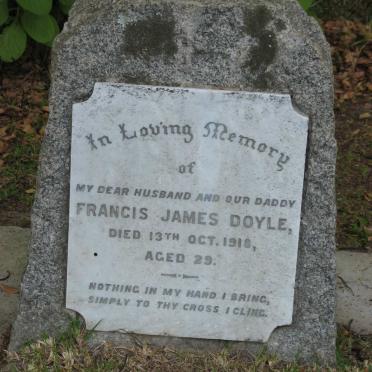 In Loving Memory
of
MY DEAR HUSBAND AND OUR DADDY
FRANCIS JAMES DOYLE,
DIED 13TH OCT. 1918,
AGED 29.
NOTHING IN MY HAND I BRING,
SIMPLY TO THY CROSS I CLING.